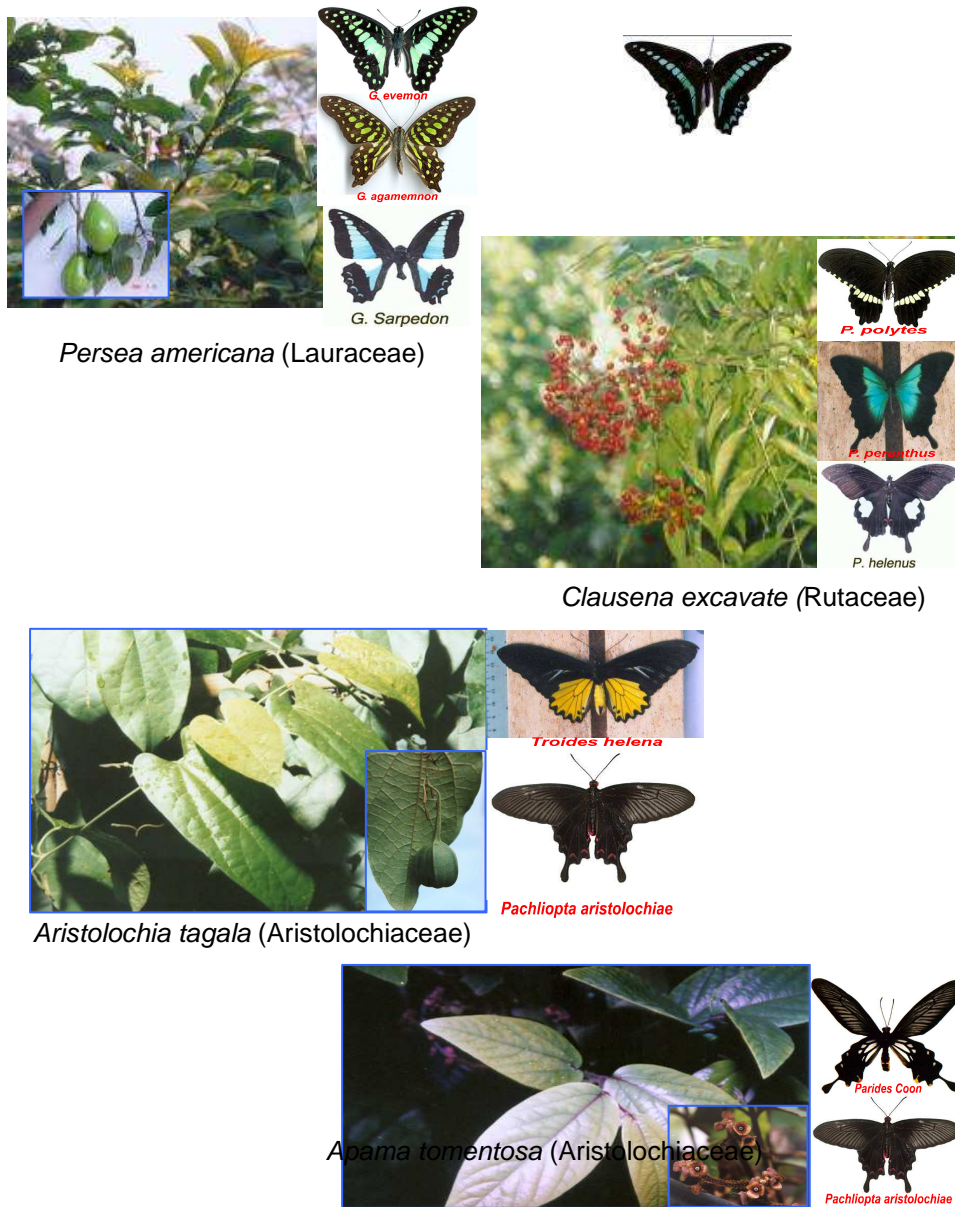 G. evemon
G. agamemnon
G. Sarpedon
Persea americana (Lauraceae)
P. polytes
P. peranthus
P. helenus
Clausena excavate (Rutaceae)
Troides helena
Pachliopta aristolochiae
Aristolochia tagala (Aristolochiaceae)
Parides Coon
Apama tomentosa (Aristolochiaceae)
Pachliopta aristolochiae